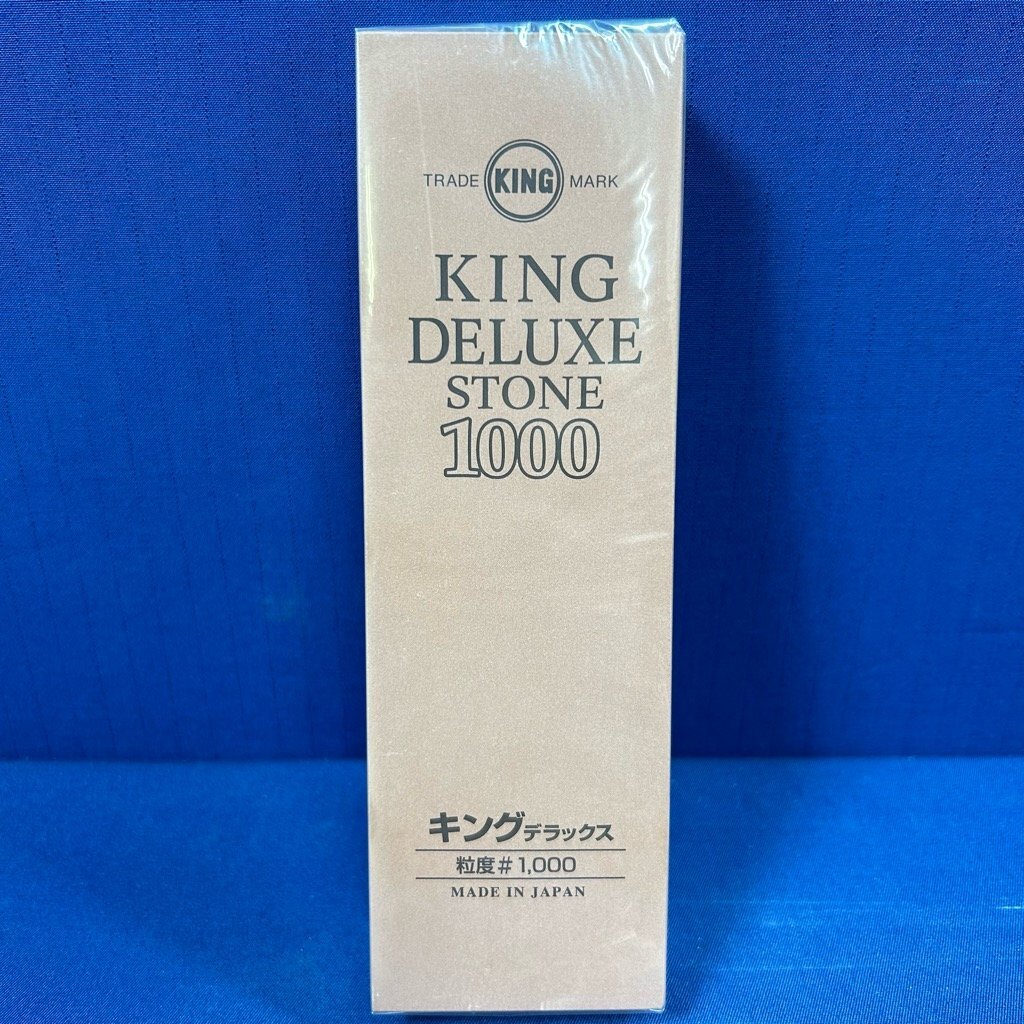 TRADE KING MARK
KING
DELUXE
STONE
1000
キングデラックス
粒度#1,000
MADE IN JAPAN